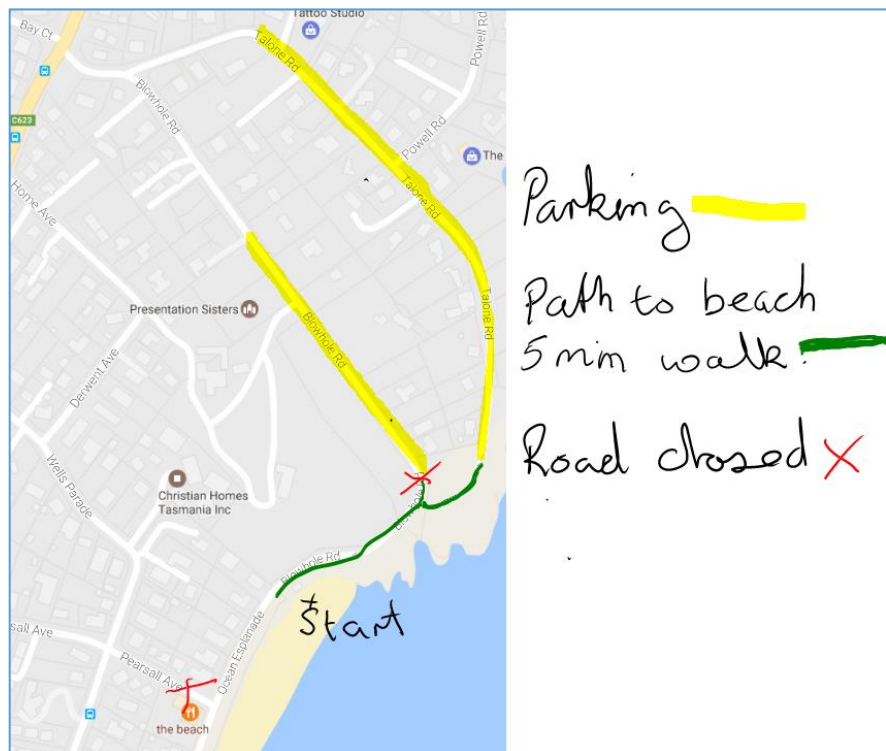 Tattoo Studio
Bay Ct
Talone Rd
Powell Rd
Blowhole Rd
C623
Powell Rd
The
Home Ave
Talone Rd
Parking
Presentation Sisters
Talone Rd
Path to beach
Blowhole Rd
5 min walk.
Derwent Ave
Road closed X
Wells Parade
Christian Homes
Tasmania Inc
Blowhole Rd
Blowhole Rd
Start
sall Ave
Pearsall Ave
Ocean Esplanade
the beach